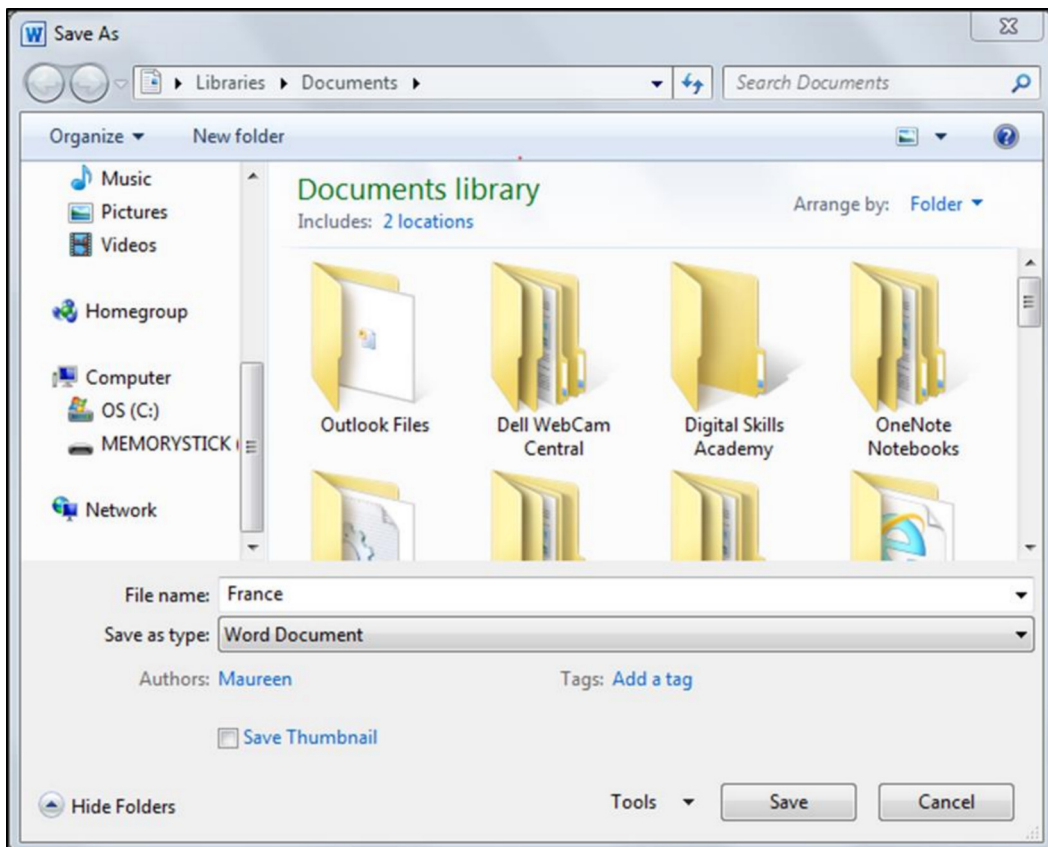 W Save As
Libraries Documents
Search Documents
Organize New folder
Music
Pictures
Videos
Homegroup
Computer
OS (C:)
MEMORYSTICK (
Network
Documents library
Includes: 2 locations
Arrange by: Folder
Outlook Files
Dell WebCam
Central
Digital Skills
Academy
OneNote
Notebooks
File name: France
Save as type: Word Document
Authors: Maureen Tags: Add a tag
Save Thumbnail
Hide Folders Tools Save Cancel